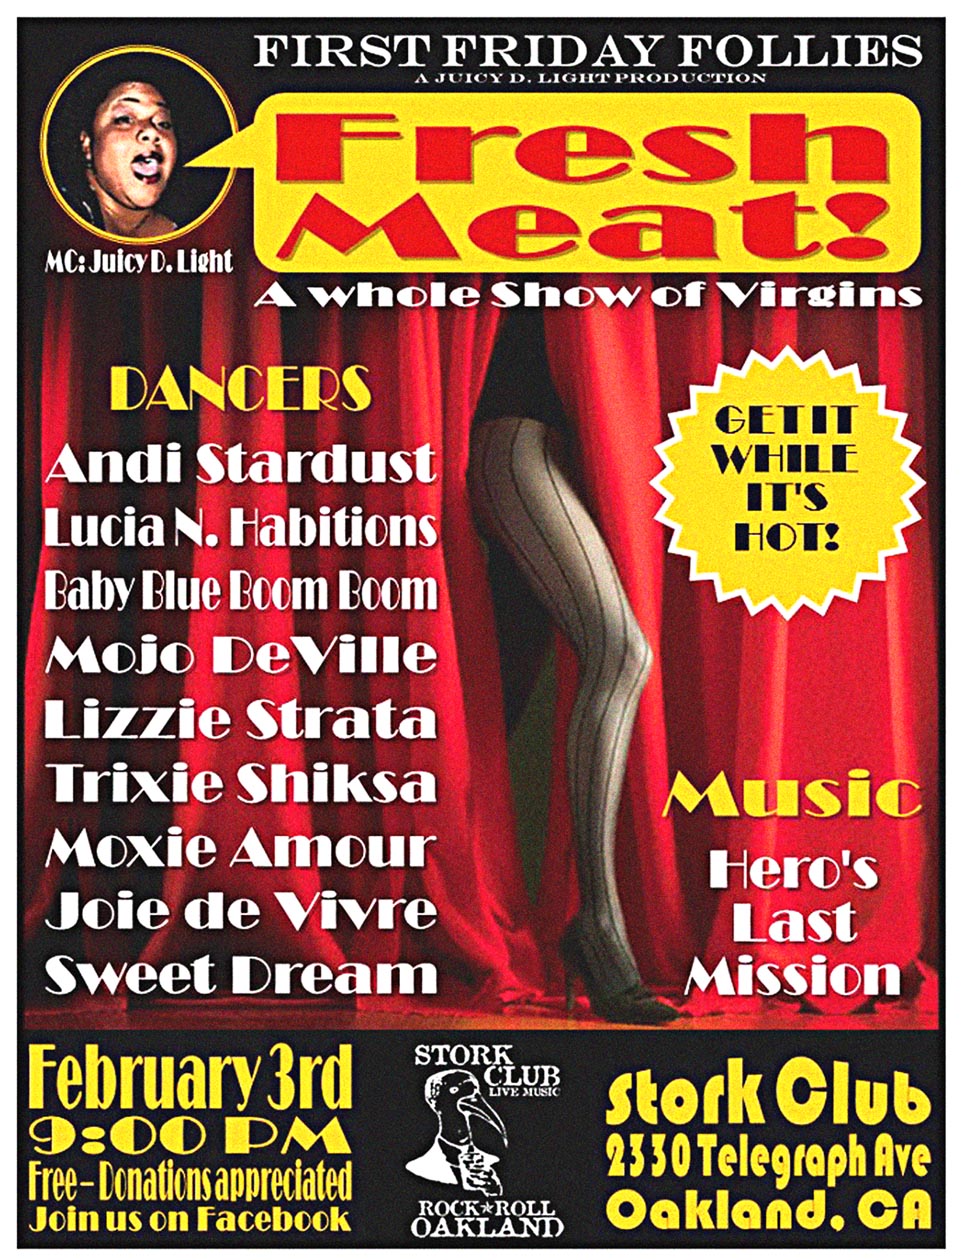 FIRST FRIDAY FOLLIES
A JUICY D. LIGHT PRODUCTION
Fresh
Meat!
MC: Juicy D. Light
A whole Show of Virgins
DANCERS
Andi Stardust
Lucia N. Habitions
Baby Blue Boom Boom
Mojo DeVille
Lizzie Strata
Trixie Shiksa
Moxie Amour
Joie de Vivre
Sweet Dream
GET IT
WHILE
IT'S
HOT!
Music
Hero's
Last
Mission
February 3rd
9:00 PM
Free – Donations appreciated
Join us on Facebook
STORK
CLUB
LIVE MUSIC
ROCK★ROLL
OAKLAND
Stork Club
2330 Telegraph Ave
Oakland, CA